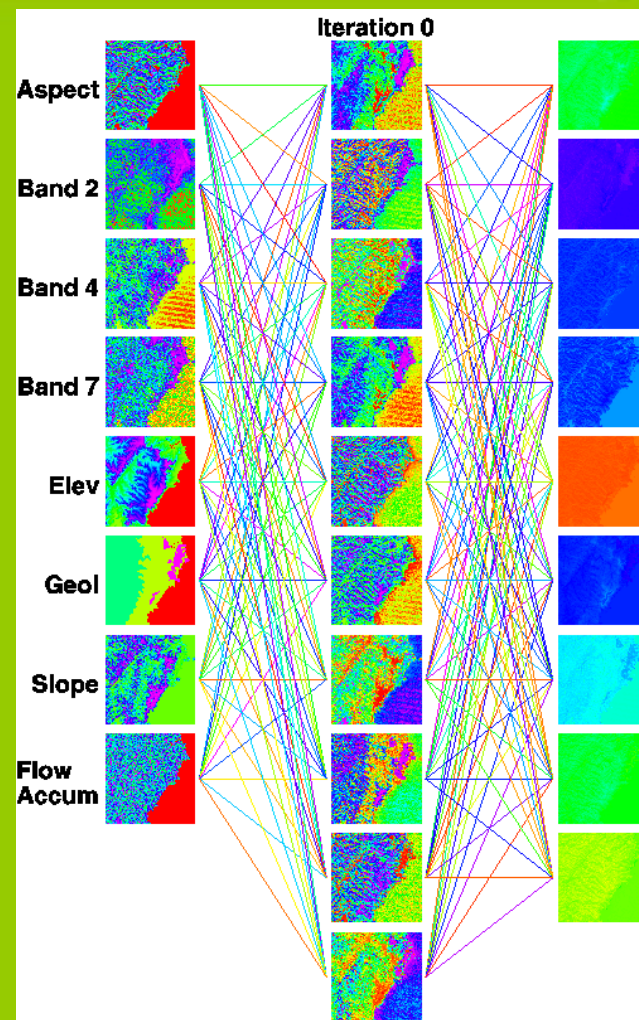 Iteration 0
Aspect
Band 2
Band 4
Band 7
Elev
Geol
Slope
Flow
Accum